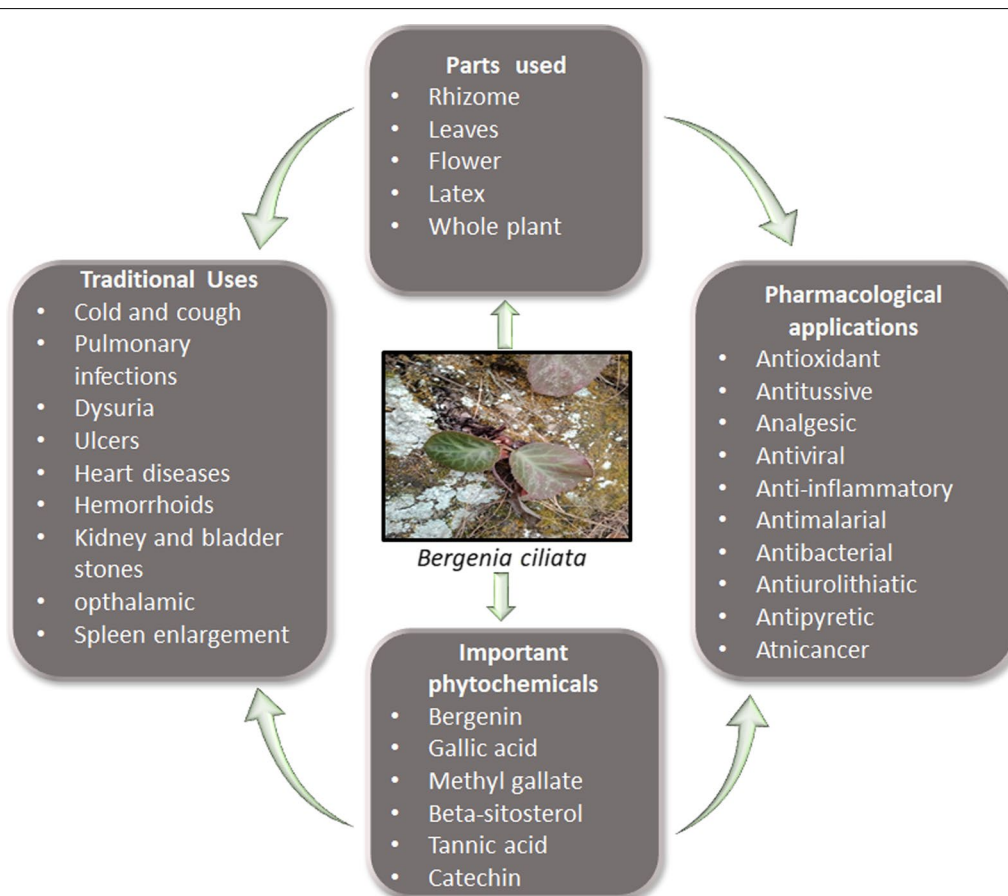 Parts used
• Rhizome
• Leaves
• Flower
• Latex
• Whole plant
Traditional Uses
• Cold and cough
• Pulmonary
infections
• Dysuria
• Ulcers
• Heart diseases
• Hemorrhoids
• Kidney and bladder
stones
• opthalamic
• Spleen enlargement
Bergenia ciliata
Pharmacological
applications
• Antioxidant
• Antitussive
• Analgesic
• Antiviral
• Anti-inflammatory
• Antimalarial
• Antibacterial
• Antiurolithiatic
• Antipyretic
• Atnicancer
Important
phytochemicals
• Bergenin
• Gallic acid
• Methyl gallate
• Beta-sitosterol
• Tannic acid
• Catechin